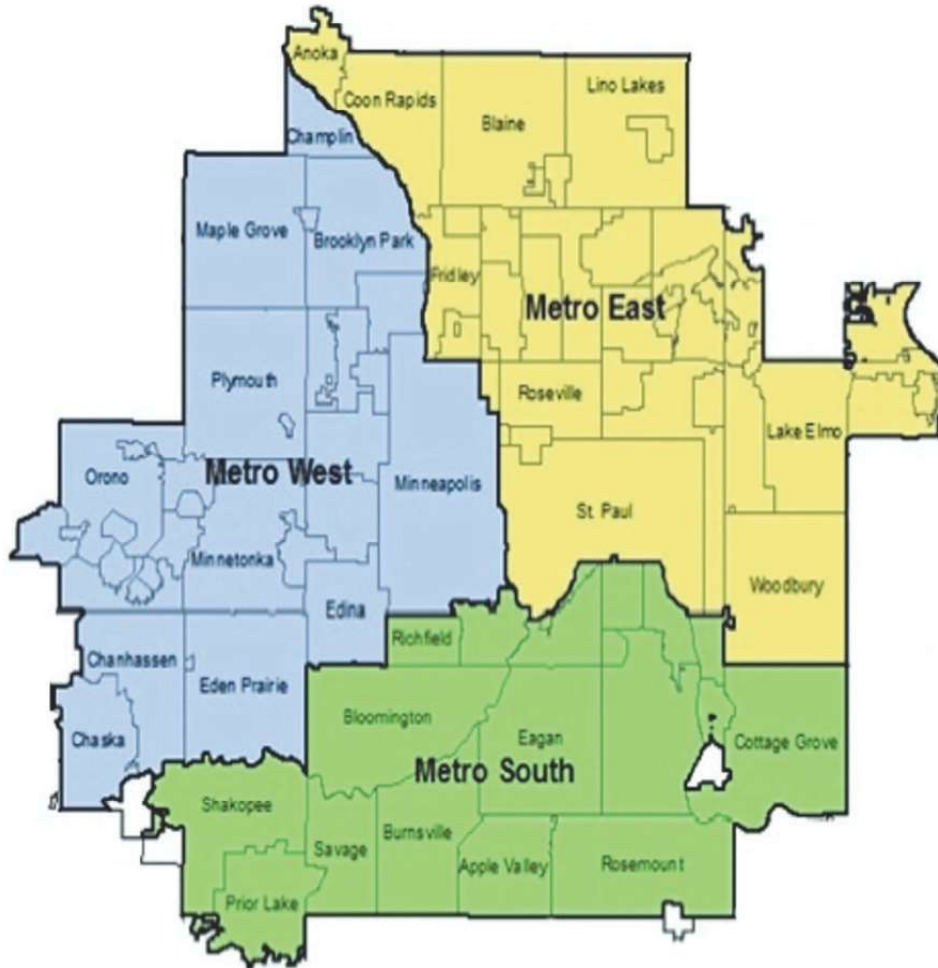 Anoka
Coon Rapids
Lino Lakes
Blaine
Champlin
Maple Grove
Brooklyn Park
Fridley
Metro East
Plymouth
Roseville
Lake Elmo
Orono
Metro West
Minneapolis
St. Paul
Minnetonka
Woodbury
Edina
Richfield
Chanhassen
Eden Prairie
Bloomington
Chaska
Eagan
Cottage Grove
Metro South
Shakopee
Savage
Burnsville
Apple Valley
Rosemount
Prior Lake